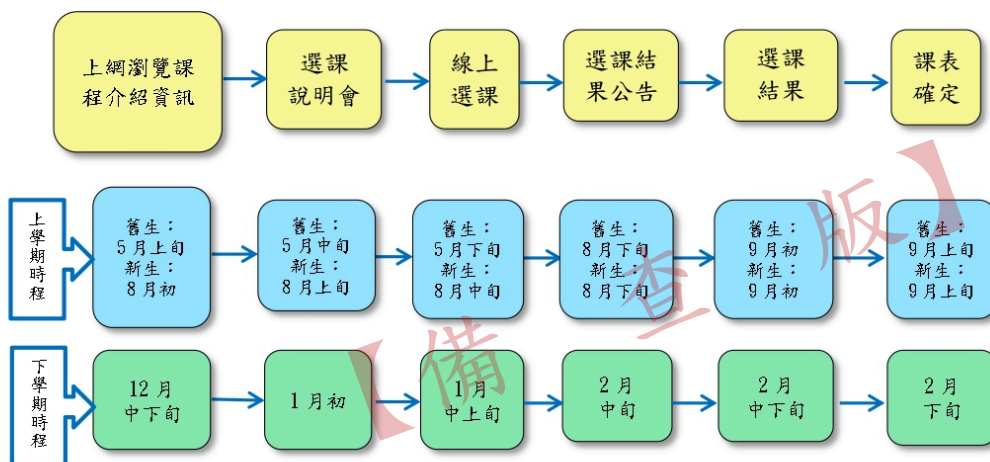 上網瀏覽課
程介紹資訊
選課
說明會
線上
選課
選課結
果公告
選課
結果
課表
確定
上學期時程
舊生：
5月上旬
新生：
8月初
舊生：
5月中旬
新生：
8月上旬
舊生：
5月下旬
新生：
8月中旬
舊生：
8月下旬
新生：
8月下旬
舊生：
9月初
新生：
9月初
舊生：
9月上旬
新生：
9月上旬
下學期時程
12月
中下旬
1月初
1月
中上旬
2月
中旬
2月
中下旬
2月
下旬
【備查版】